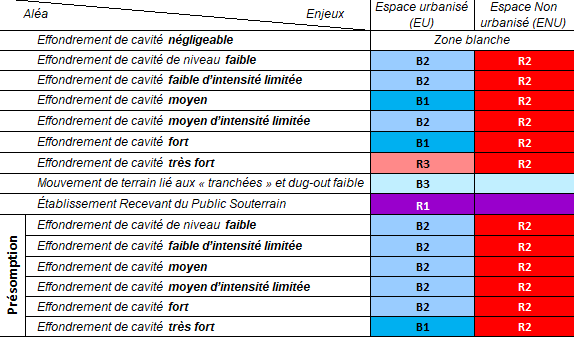 Aléa Enjeux Espace urbanisé (EU) Espace Non urbanisé (ENU)
Effondrement de cavité négligeable Zone blanche
Effondrement de cavité de niveau faible B2 R2
Effondrement de cavité faible d'intensité limitée B2 R2
Effondrement de cavité moyen B1 R2
Effondrement de cavité moyen d'intensité limitée B2 R2
Effondrement de cavité fort B1 R2
Effondrement de cavité très fort R3 R2
Mouvement de terrain lié aux « tranchées » et dug-out faible B3
Établissement Recevant du Public Souterrain R1
Présomption
Effondrement de cavité de niveau faible B2 R2
Effondrement de cavité faible d'intensité limitée B2 R2
Effondrement de cavité moyen B2 R2
Effondrement de cavité moyen d'intensité limitée B2 R2
Effondrement de cavité fort B2 R2
Effondrement de cavité très fort B1 R2